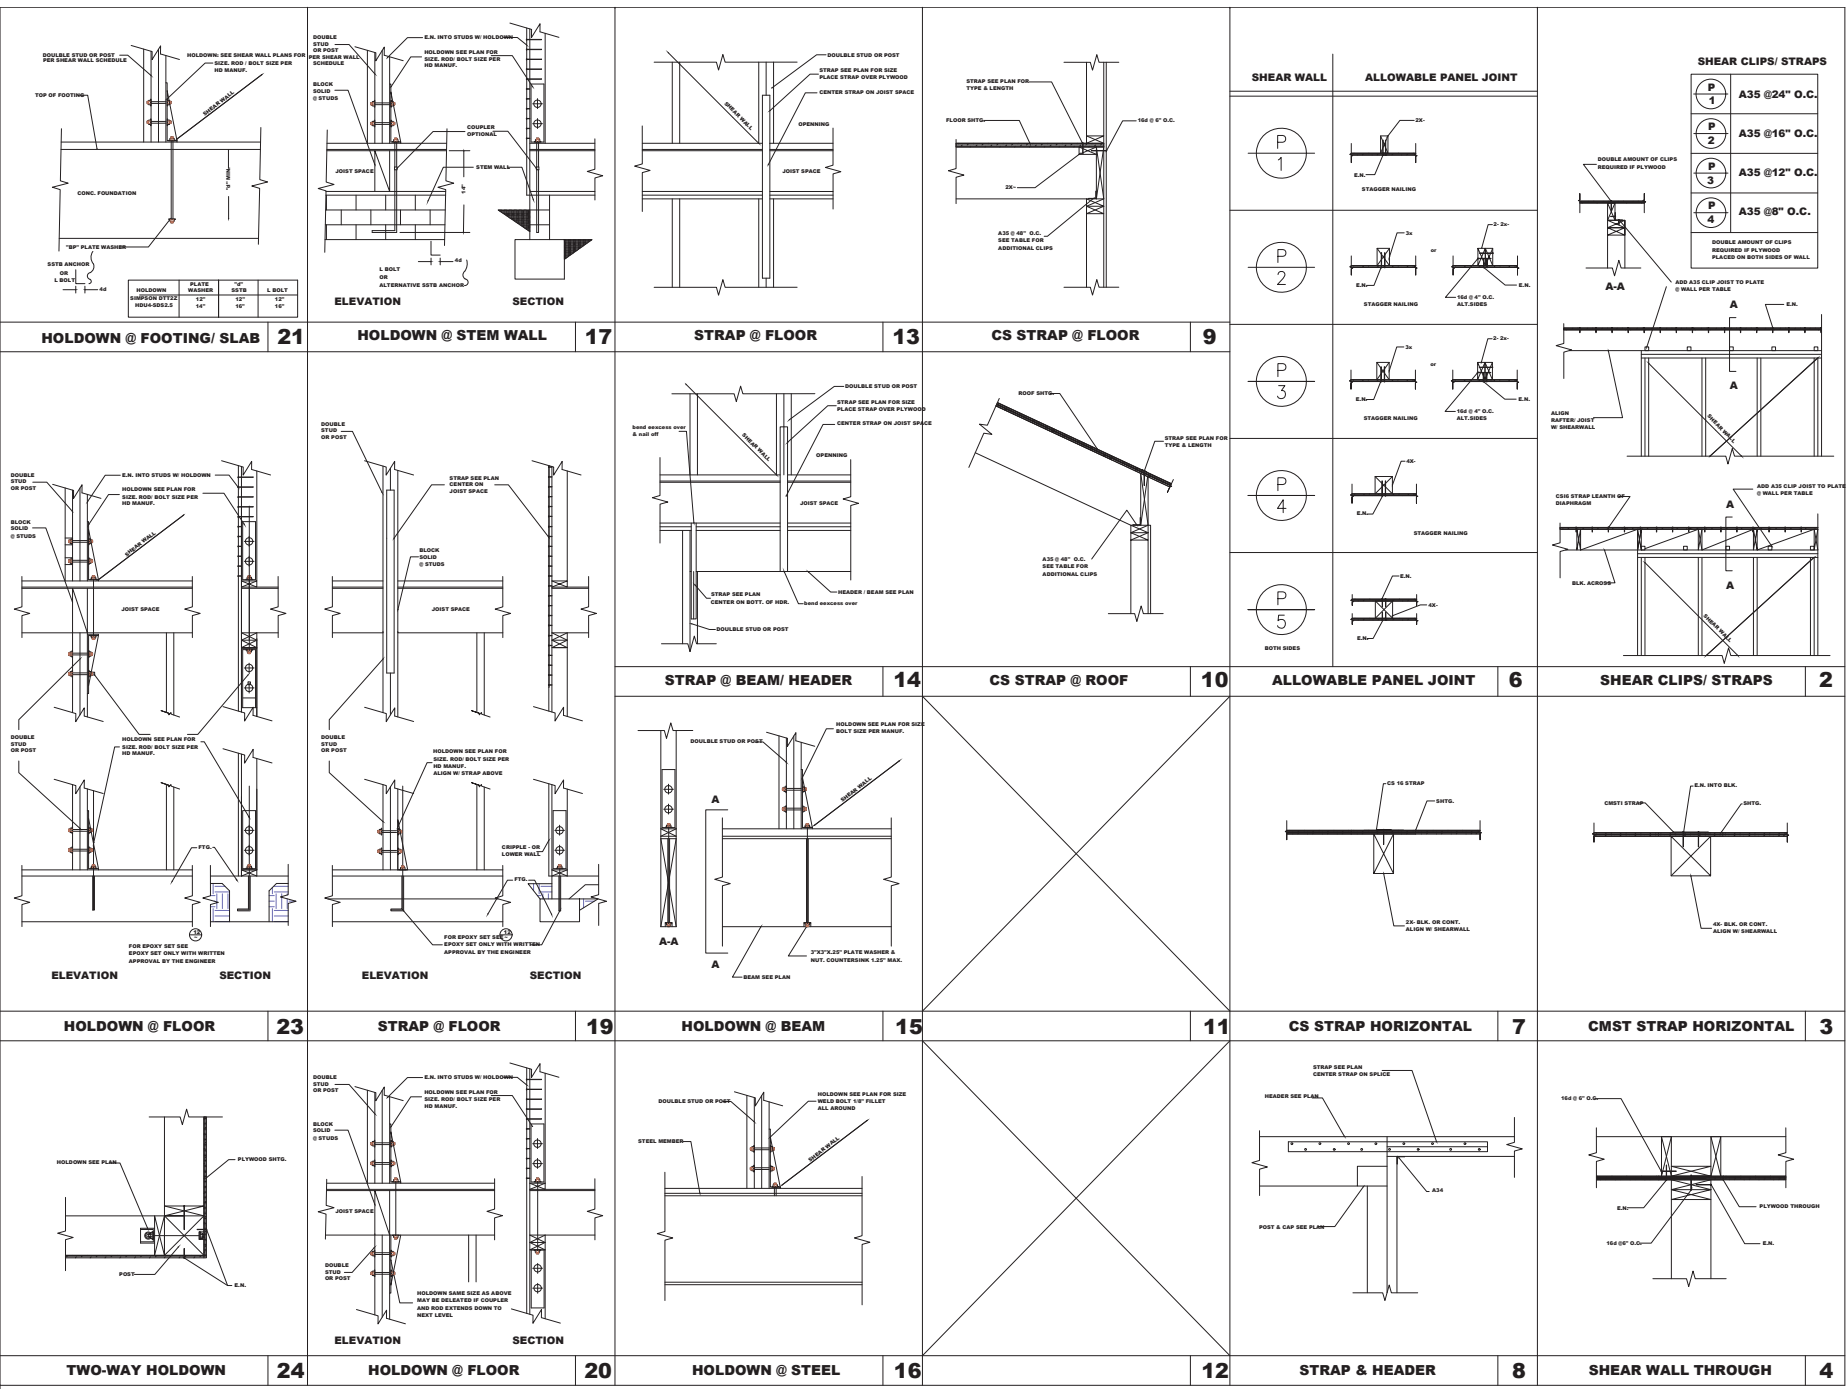 DOULBLE STUD OR POST
PER SHEAR WALL SCHEDULE
HOLDOWN: SEE SHEAR WALL PLANS FOR
SIZE. ROD / BOLT SIZE PER
HD MANUF.
TOP OF FOOTING
SHEAR WALL
CONC. FOUNDATION
"d" MIN.
"BP" PLATE WASHER
SSTB ANCHOR
OR
L BOLT
4d
HOLDOWN
PLATE
WASHER
"d"
SSTB
L BOLT
SIMPSON DTT2Z
12"
12"
12"
HDU4-SDS2.5
14"
16"
16"
HOLDOWN @ FOOTING/ SLAB
21
DOUBLE
STUD
OR POST
PER SHEAR WALL
SCHEDULE
E.N. INTO STUDS W/ HOLDOWN
HOLDOWN SEE PLAN FOR
SIZE. ROD/ BOLT SIZE PER
HD MANUF.
BLOCK
SOLID
@ STUDS
COUPLER
OPTIONAL
JOIST SPACE
STEM WALL
14"
4d
L BOLT
OR
ALTERNATIVE SSTB ANCHOR
ELEVATION
SECTION
HOLDOWN @ STEM WALL
17
DOULBLE STUD OR POST
STRAP SEE PLAN FOR SIZE
PLACE STRAP OVER PLYWOOD
CENTER STRAP ON JOIST SPACE
SHEAR WALL
OPENNING
JOIST SPACE
STRAP @ FLOOR
13
STRAP SEE PLAN FOR
TYPE & LENGTH
FLOOR SHTG.
16d @ 6" O.C.
2X-
A35 @ 48" O.C.
SEE TABLE FOR
ADDITIONAL CLIPS
CS STRAP @ FLOOR
9
SHEAR WALL
ALLOWABLE PANEL JOINT
P
1
2X-
E.N.
STAGGER NAILING
P
2
3x
or
2- 2x-
E.N.
E.N.
16d @ 4" O.C.
ALT.SIDES
STAGGER NAILING
P
3
3x
or
2- 2x-
E.N.
E.N.
16d @ 4" O.C.
ALT.SIDES
STAGGER NAILING
P
4
4X-
E.N.
STAGGER NAILING
P
5
BOTH SIDES
E.N.
4X-
E.N.
ALLOWABLE PANEL JOINT
6
SHEAR CLIPS/ STRAPS
P
1
A35 @24" O.C.
P
2
A35 @16" O.C.
P
3
A35 @12" O.C.
P
4
A35 @8" O.C.
DOUBLE AMOUNT OF CLIPS
REQUIRED IF PLYWOOD
PLACED ON BOTH SIDES OF WALL
DOUBLE AMOUNT OF CLIPS
REQUIRED IF PLYWOOD
A-A
ADD A35 CLIP JOIST TO PLATE
@ WALL PER TABLE
A
E.N.
A
ALIGN
RAFTER/ JOIST
W/ SHEARWALL
SHEAR WALL
CS16 STRAP LEANTH OF
DIAPHRAGM
ADD A35 CLIP JOIST TO PLATE
@ WALL PER TABLE
A
BLK. ACROSS
A
SHEAR WALL
SHEAR CLIPS/ STRAPS
2
DOUBLE
STUD
OR POST
E.N. INTO STUDS W/ HOLDOWN
HOLDOWN SEE PLAN FOR
SIZE. ROD/ BOLT SIZE PER
HD MANUF.
BLOCK
SOLID
@ STUDS
SHEAR WALL
JOIST SPACE
DOUBLE
STUD
OR POST
HOLDOWN SEE PLAN FOR
SIZE. ROD/ BOLT SIZE PER
HD MANUF.
FTG.
FOR EPOXY SET SEE
EPOXY SET ONLY WITH WRITTEN
APPROVAL BY THE ENGINEER
ELEVATION
SECTION
HOLDOWN @ FLOOR
23
DOUBLE
STUD
OR POST
STRAP SEE PLAN
CENTER ON
JOIST SPACE
BLOCK
SOLID
@ STUDS
JOIST SPACE
DOUBLE
STUD
OR POST
HOLDOWN SEE PLAN FOR
SIZE. ROD/ BOLT SIZE PER
HD MANUF.
ALIGN W/ STRAP ABOVE
CRIPPLE - OR
LOWER WALL
FTG.
FOR EPOXY SET SEE
EPOXY SET ONLY WITH WRITTEN
APPROVAL BY THE ENGINEER
ELEVATION
SECTION
STRAP @ FLOOR
19
DOULBLE STUD OR POST
STRAP SEE PLAN FOR SIZE
PLACE STRAP OVER PLYWOOD
CENTER STRAP ON JOIST SPACE
bend eexcess over
& nail off
SHEAR WALL
OPENNING
JOIST SPACE
STRAP SEE PLAN
CENTER ON BOTT. OF HDR.
HEADER / BEAM SEE PLAN
bend eexcess over
DOUBLLE STUD OR POST
STRAP @ BEAM/ HEADER
14
ROOF SHTG.
STRAP SEE PLAN FOR
TYPE & LENGTH
A35 @ 48" O.C.
SEE TABLE FOR
ADDITIONAL CLIPS
CS STRAP @ ROOF
10
HOLDOWN SEE PLAN FOR SIZE
BOLT SIZE PER MANUF.
DOULBLE STUD OR POST
SHEAR WALL
A
A-A
A
3"X3"X.25" PLATE WASHER &
NUT. COUNTERSINK 1.25" MAX.
BEAM SEE PLAN
HOLDOWN @ BEAM
15
11
CS 16 STRAP
SHTG.
2X- BLK. OR CONT.
ALIGN W/ SHEARWALL
CS STRAP HORIZONTAL
7
E.N. INTO BLK.
CMSTI STRAP
SHTG.
4X- BLK. OR CONT.
ALIGN W/ SHEARWALL
CMST STRAP HORIZONTAL
3
HOLDOWN SEE PLAN
PLYWOOD SHTG.
POST
E.N.
TWO-WAY HOLDOWN
24
DOUBLE
STUD
OR POST
E.N. INTO STUDS W/ HOLDOWN
HOLDOWN SEE PLAN FOR
SIZE. ROD/ BOLT SIZE PER
HD MANUF.
BLOCK
SOLID
@ STUDS
JOIST SPACE
DOUBLE
STUD
OR POST
HOLDOWN SAME SIZE AS ABOVE
MAY BE DELEATED IF COUPLER
AND ROD EXTENDS DOWN TO
NEXT LEVEL
ELEVATION
SECTION
HOLDOWN @ FLOOR
20
HOLDOWN SEE PLAN FOR SIZE
WELD BOLT 1/8" FILLET
ALL AROUND
DOUBLLE STUD OR POST
STEEL MEMBER
SHEAR WALL
HOLDOWN @ STEEL
16
12
STRAP SEE PLAN
CENTER STRAP ON SPLICE
HEADER SEE PLAN
A34
POST & CAP SEE PLAN
STRAP & HEADER
8
16d @ 6" O.C.
E.N.
PLYWOOD THROUGH
16d @6" O.C.
E.N.
SHEAR WALL THROUGH
4